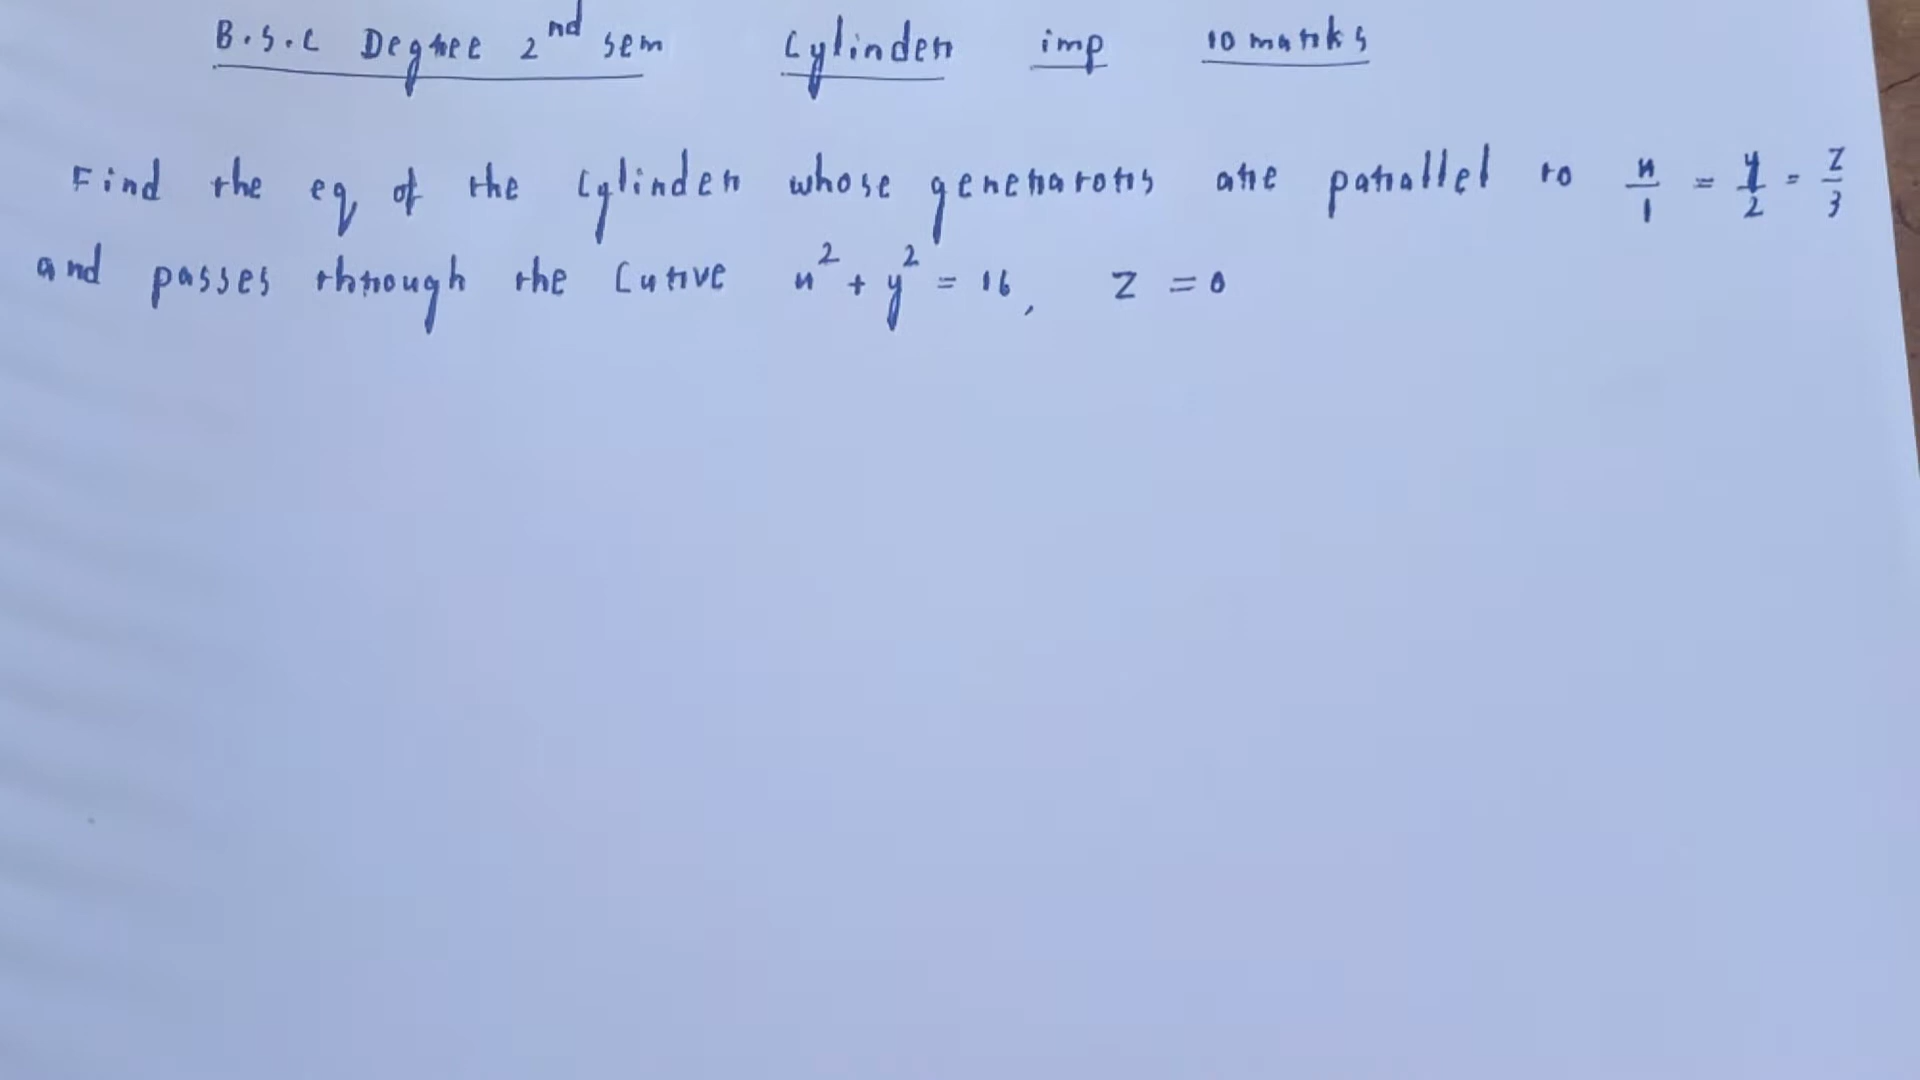 B.s.c Degree 2nd sem Cylinder imp 10 marks
Find the eq of the Cylinder whose generators are parallel to x/1 = y/2 = z/3
and passes through the Curve x² + y² = 16, z = 0